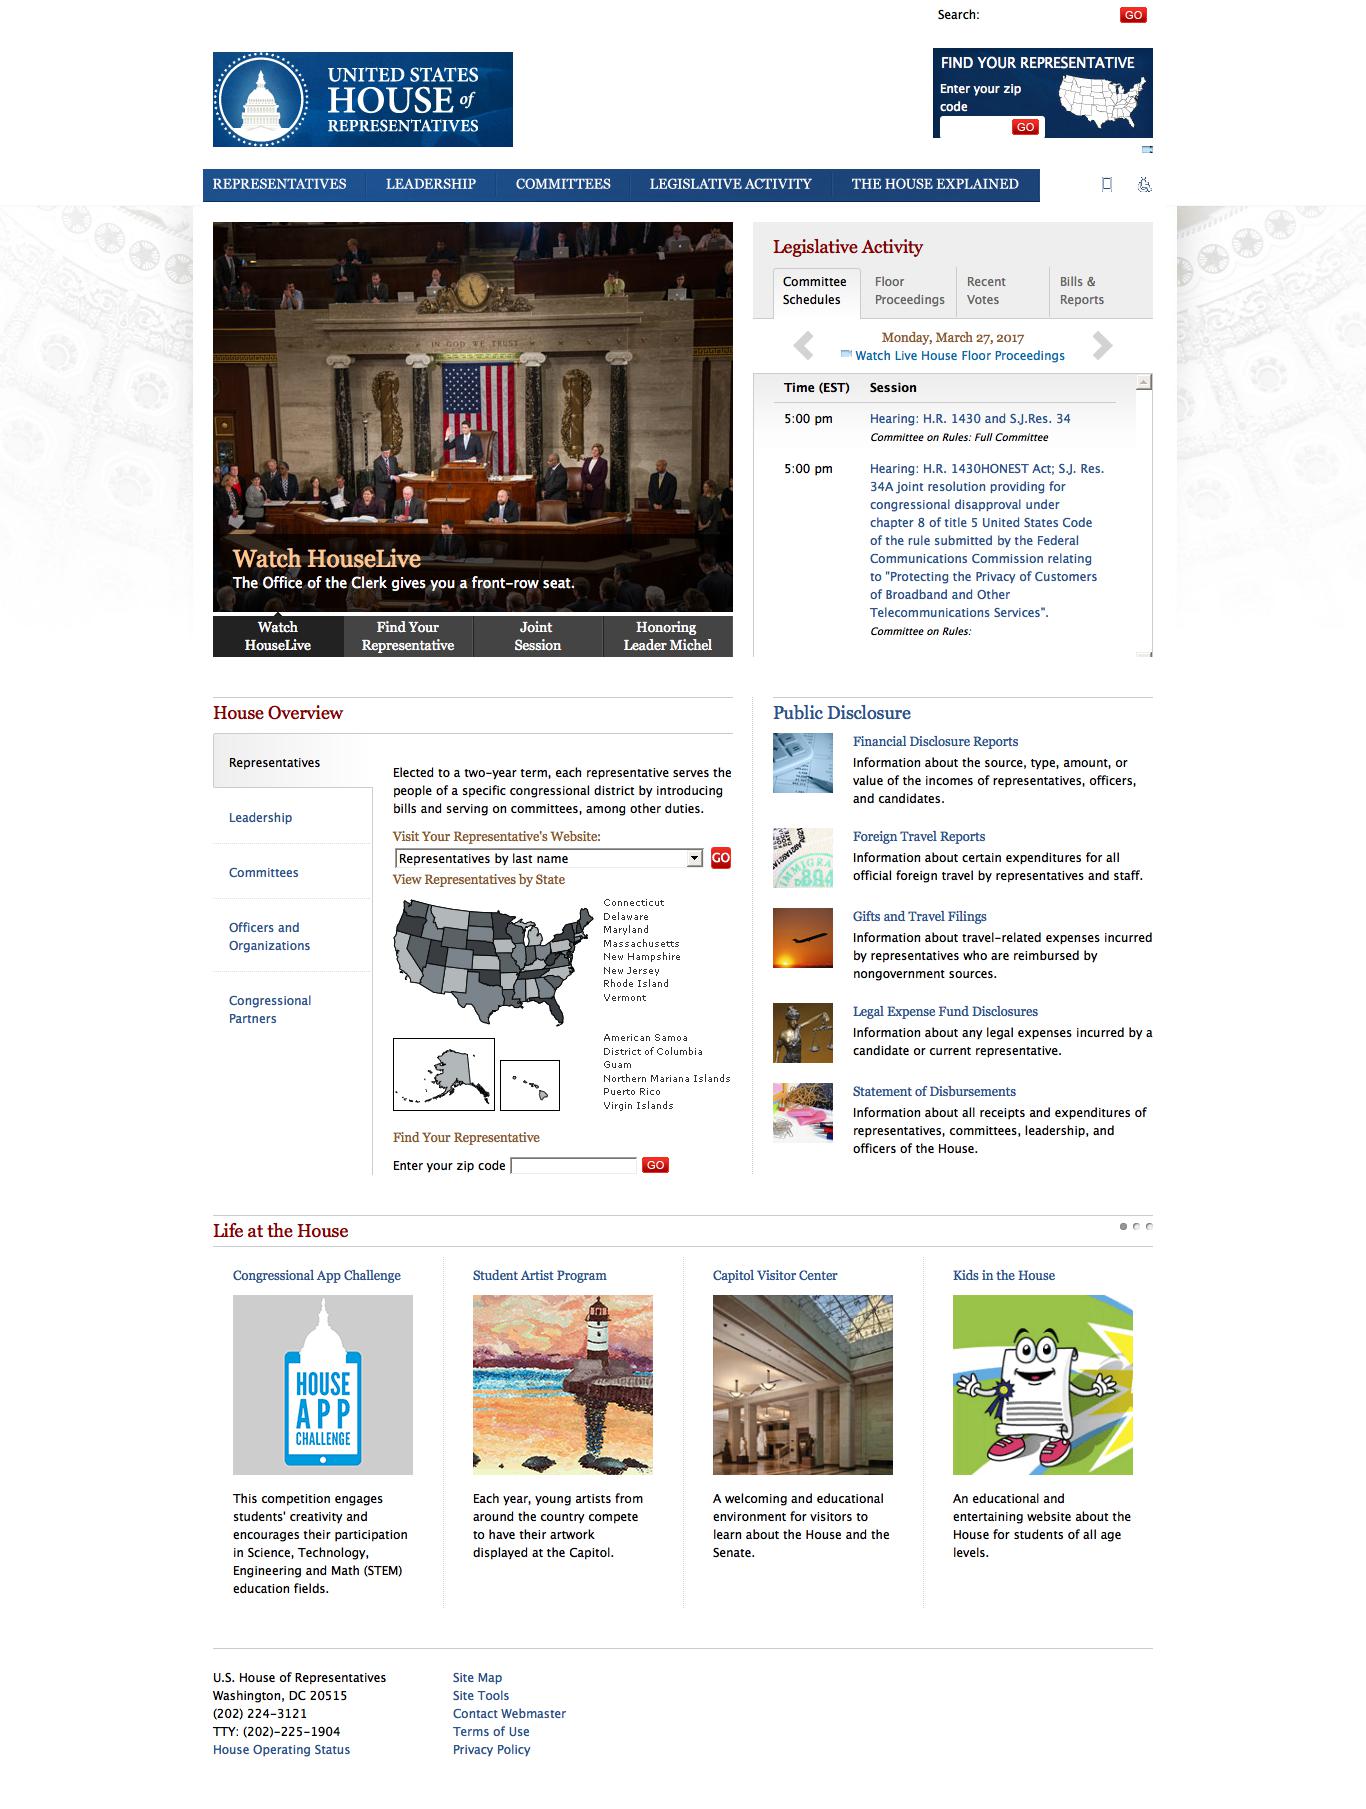 Search:
GO
UNITED STATES
HOUSE of
REPRESENTATIVES
FIND YOUR REPRESENTATIVE
Enter your zip
code
GO
REPRESENTATIVES
LEADERSHIP
COMMITTEES
LEGISLATIVE ACTIVITY
THE HOUSE EXPLAINED
IN GOD WE TRUST
Watch HouseLive
The Office of the Clerk gives you a front-row seat.
Watch
HouseLive
Find Your
Representative
Joint
Session
Honoring
Leader Michel
Legislative Activity
Committee
Schedules
Floor
Proceedings
Recent
Votes
Bills &
Reports
Monday, March 27, 2017
Watch Live House Floor Proceedings
Time (EST) Session
5:00 pm Hearing: H.R. 1430 and S.J.Res. 34
Committee on Rules: Full Committee
5:00 pm Hearing: H.R. 1430HONEST Act; S.J. Res.
34A joint resolution providing for
congressional disapproval under
chapter 8 of title 5 United States Code
of the rule submitted by the Federal
Communications Commission relating
to "Protecting the Privacy of Customers
of Broadband and Other
Telecommunications Services".
Committee on Rules:
House Overview
Representatives
Leadership
Committees
Officers and
Organizations
Congressional
Partners
Elected to a two-year term, each representative serves the
people of a specific congressional district by introducing
bills and serving on committees, among other duties.
Visit Your Representative's Website:
Representatives by last name
GO
View Representatives by State
Connecticut
Delaware
Maryland
Massachusetts
New Hampshire
New Jersey
Rhode Island
Vermont
American Samoa
District of Columbia
Guam
Northern Mariana Islands
Puerto Rico
Virgin Islands
Find Your Representative
Enter your zip code
GO
Public Disclosure
Financial Disclosure Reports
Information about the source, type, amount, or
value of the incomes of representatives, officers,
and candidates.
Foreign Travel Reports
Information about certain expenditures for all
official foreign travel by representatives and staff.
Gifts and Travel Filings
Information about travel-related expenses incurred
by representatives who are reimbursed by
nongovernment sources.
Legal Expense Fund Disclosures
Information about any legal expenses incurred by a
candidate or current representative.
Statement of Disbursements
Information about all receipts and expenditures of
representatives, committees, leadership, and
officers of the House.
Life at the House
Congressional App Challenge
HOUSE
APP
CHALLENGE
This competition engages
students' creativity and
encourages their participation
in Science, Technology,
Engineering and Math (STEM)
education fields.
Student Artist Program
Each year, young artists from
around the country compete
to have their artwork
displayed at the Capitol.
Capitol Visitor Center
A welcoming and educational
environment for visitors to
learn about the House and the
Senate.
Kids in the House
An educational and
entertaining website about the
House for students of all age
levels.
U.S. House of Representatives
Washington, DC 20515
(202) 224-3121
TTY: (202)-225-1904
House Operating Status
Site Map
Site Tools
Contact Webmaster
Terms of Use
Privacy Policy